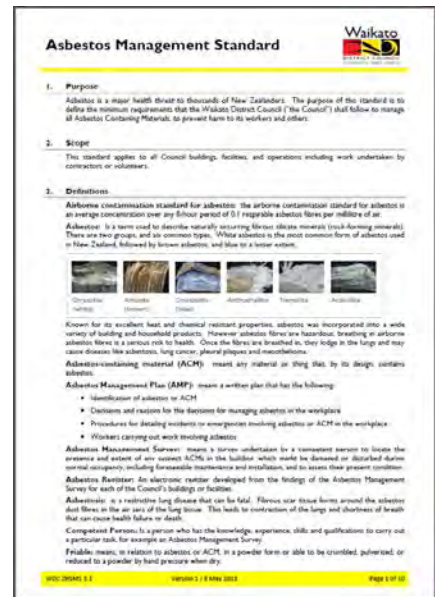 Asbestos Management Standard
Waikato
DISTRICT COUNCIL
1. Purpose
Asbestos is a major health threat to thousands of New Zealanders. The purpose of this standard is to
define the minimum requirements that the Waikato District Council ("the Council") shall follow to manage
all Asbestos Containing Materials, to prevent harm to its workers and others.
2. Scope
This standard applies to all Council buildings, facilities, and operations including work undertaken by
contractors or volunteers.
3. Definitions
Airborne contamination standard for asbestos: the airborne contamination standard for asbestos is
an average concentration over any 8-hour period of 0.1 respirable asbestos fibres per millilitre of air.
Asbestos: Is a term used to describe naturally occurring fibrous silicate minerals (rock-forming minerals).
There are two groups, and six common types. White asbestos is the most common form of asbestos used
in New Zealand, followed by brown asbestos, and blue to a lesser extent.
Chrysotile Amosite Crocidolite Anthophyllite Tremolite Actinolite
(white) (brown) (blue)
Known for its excellent heat and chemical resistant properties, asbestos was incorporated into a wide
variety of building and household products. However asbestos fibres are hazardous, breathing in airborne
asbestos fibres is a serious risk to health. Once the fibres are breathed in, they lodge in the lungs and may
cause diseases like asbestosis, lung cancer, pleural plaques and mesothelioma.
Asbestos-containing material (ACM): means any material or thing that, by its design, contains
asbestos.
Asbestos Management Plan (AMP): means a written plan that has the following:
• Identification of asbestos or ACM
• Decisions and reasons for the decisions for managing asbestos in the workplace
• Procedures for detailing incidents or emergencies involving asbestos or ACM in the workplace
• Workers carrying out work involving asbestos
Asbestos Management Survey: means a survey undertaken by a competent person to locate the
presence and extent of any suspect ACMs in the building which might be damaged or disturbed during
normal occupancy, including foreseeable maintenance and installation, and to assess their present condition.
Asbestos Register: An electronic register developed from the findings of the Asbestos Management
Survey for each of the Council's buildings or facilities.
Asbestosis: is a restrictive lung disease that can be fatal. Fibrous scar tissue forms around the asbestos
dust fibres in the air sacs of the lung tissue. This leads to contraction of the lungs and shortness of breath
that can cause health failure or death.
Competent Person: Is a person who has the knowledge, experience, skills and qualifications to carry out
a particular task, for example an Asbestos Management Survey.
Friable: means, in relation to asbestos or ACM, in a powder form or able to be crumbled, pulverized, or
reduced to a powder by hand pressure when dry.
Page 1 of 10